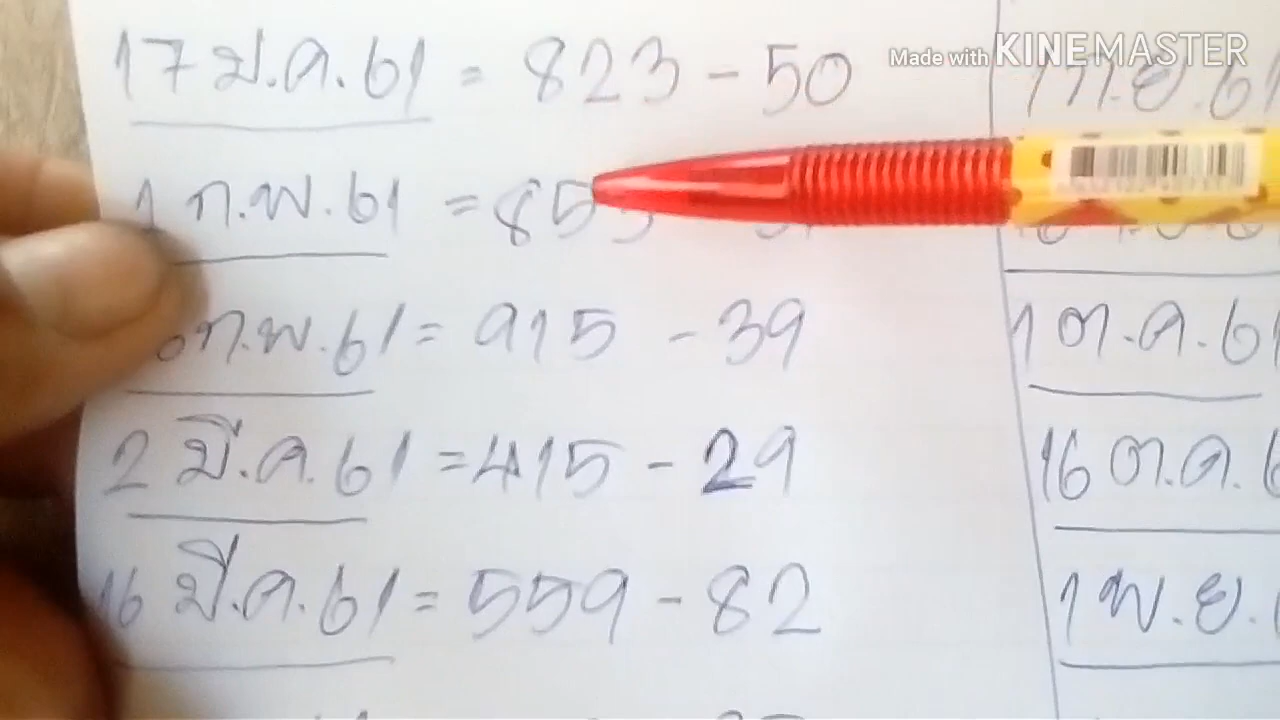 17 ม.ค.61 = 823 - 50
Made with KINEMASTER
1 ก.พ.61 =
ก.พ.61 = 915 - 39
2 มี.ค.61 = 415 - 29
16 มี.ค.61 = 559 - 82
1 ต.ค.61
16 ต.ค.
1 พ.ย.